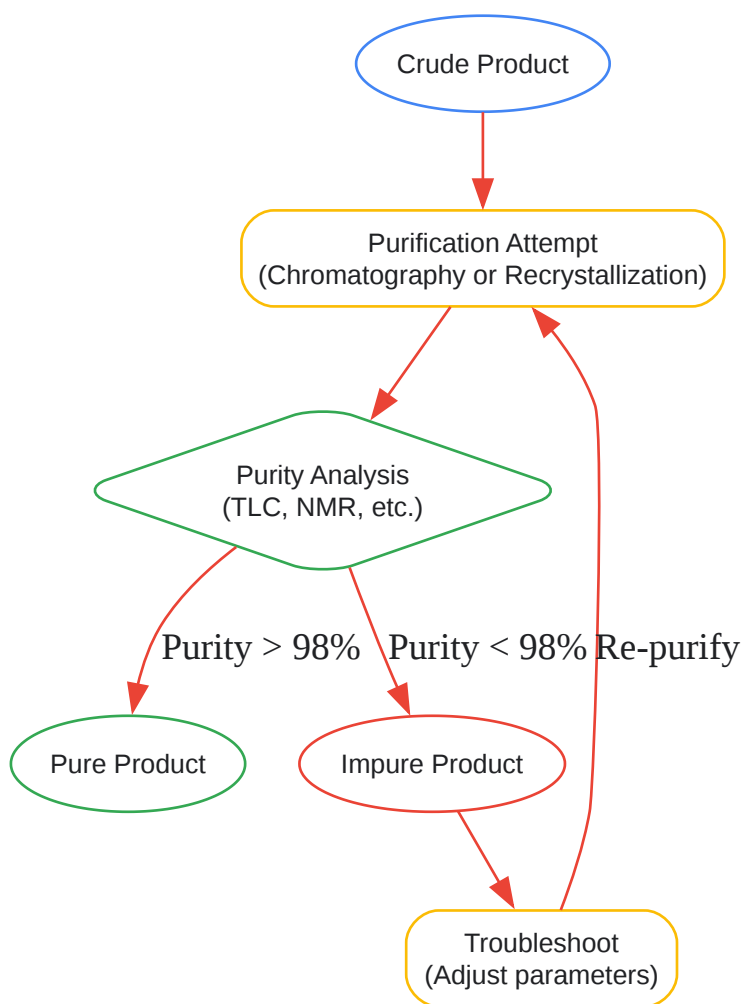 Crude Product
Purification Attempt
(Chromatography or Recrystallization)
Purity Analysis
(TLC, NMR, etc.)
Purity > 98%
Purity < 98%
Re-purify
Pure Product
Impure Product
Troubleshoot
(Adjust parameters)